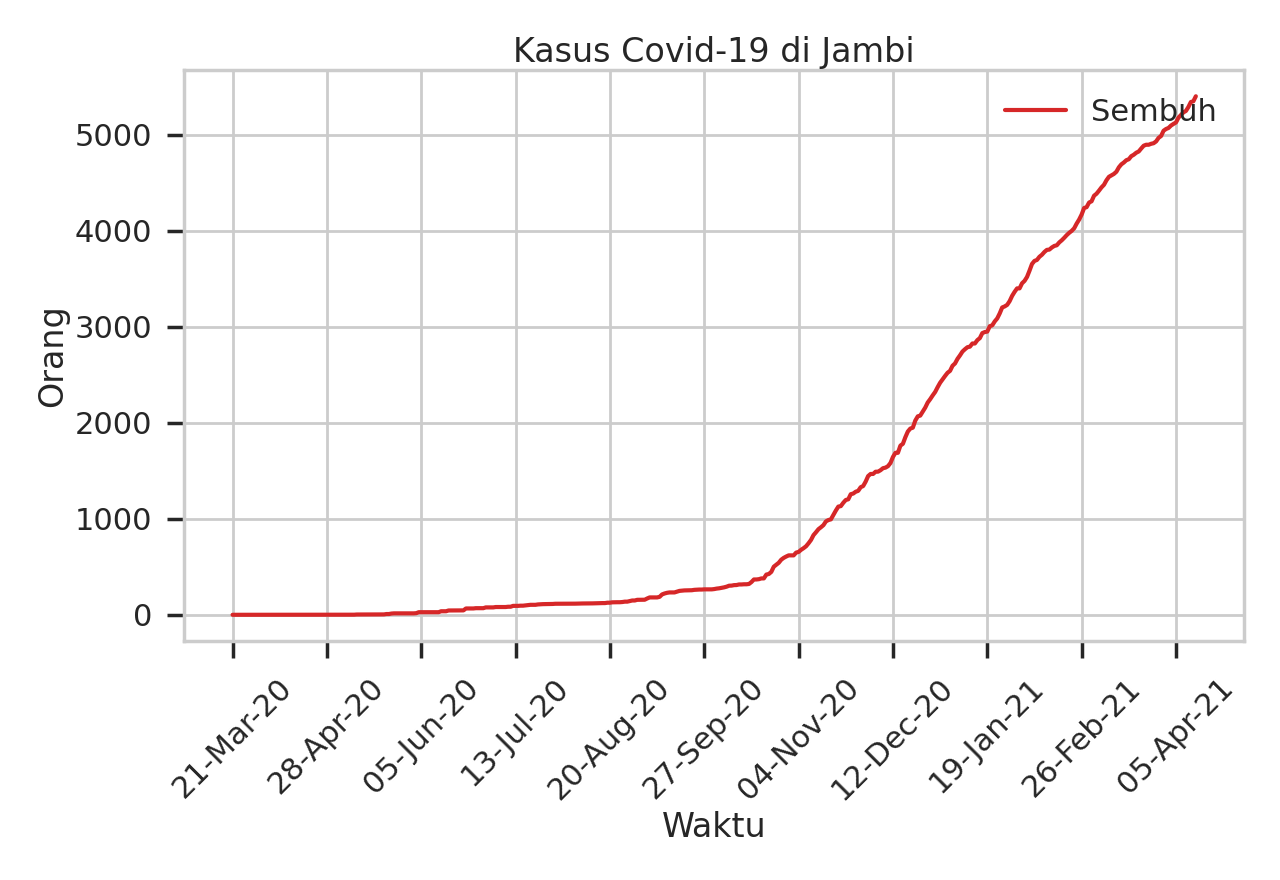 Kasus Covid-19 di Jambi
Sembuh
5000
4000
3000
2000
1000
0
Orang
21-Mar-20
28-Apr-20
05-Jun-20
13-Jul-20
20-Aug-20
27-Sep-20
04-Nov-20
12-Dec-20
19-Jan-21
26-Feb-21
05-Apr-21
Waktu